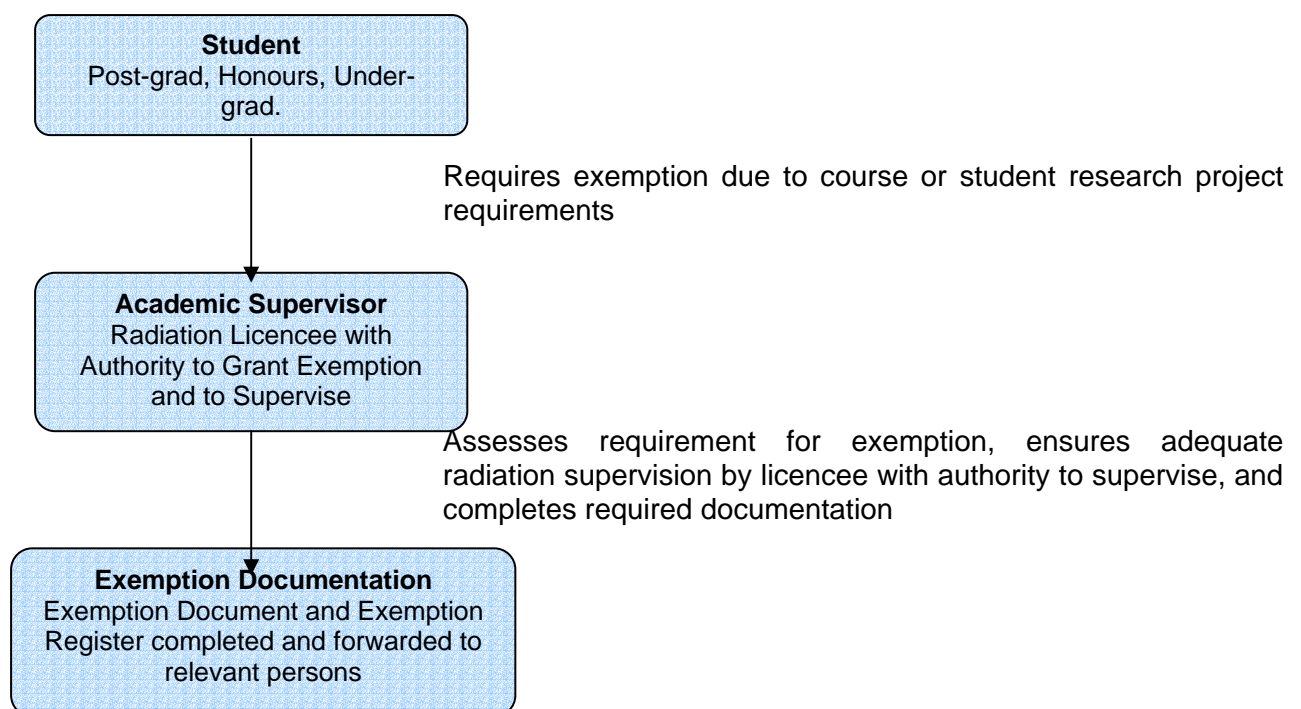 Student
Post-grad, Honours, Under-
grad.
Requires exemption due to course or student research project
requirements
Academic Supervisor
Radiation Licencee with
Authority to Grant Exemption
and to Supervise
Assesses requirement for exemption, ensures adequate
radiation supervision by licencee with authority to supervise, and
completes required documentation
Exemption Documentation
Exemption Document and Exemption
Register completed and forwarded to
relevant persons